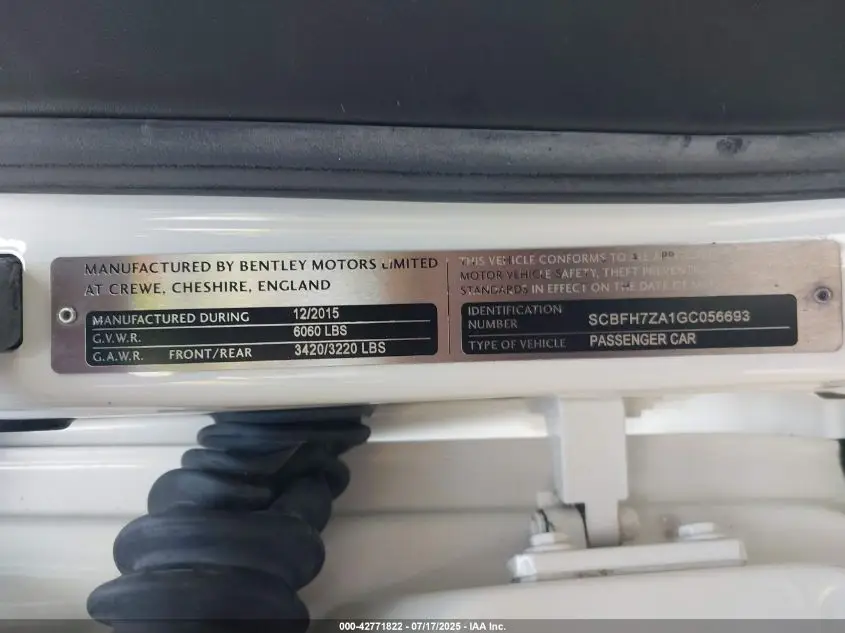 MANUFACTURED BY BENTLEY MOTORS LIMITED
AT CREWE, CHESHIRE, ENGLAND
MANUFACTURED DURING 12/2015
G.V.W.R. 6060 LBS
G.A.W.R. FRONT/REAR 3420/3220 LBS
THIS VEHICLE CONFORMS TO
MOTOR VEHICLE SAFETY, THEFT
STANDARDS IN EFFECT ON THE DATE OF
IDENTIFICATION
NUMBER SCBFH7ZA1GC056693
TYPE OF VEHICLE PASSENGER CAR
000-42771822 - 07/17/2025 - IAA Inc.